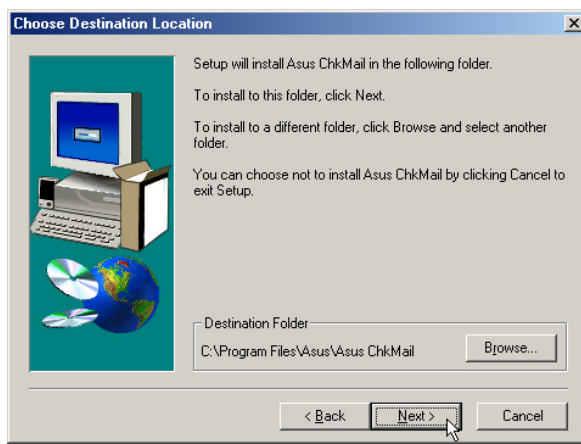 Choose Destination Location
Setup will install Asus ChkMail in the following folder.
To install to this folder, click Next.
To install to a different folder, click Browse and select another
folder.
You can choose not to install Asus ChkMail by clicking Cancel to
exit Setup.
Destination Folder
C:\Program Files\Asus\Asus ChkMail
Browse...
< Back
Next >
Cancel